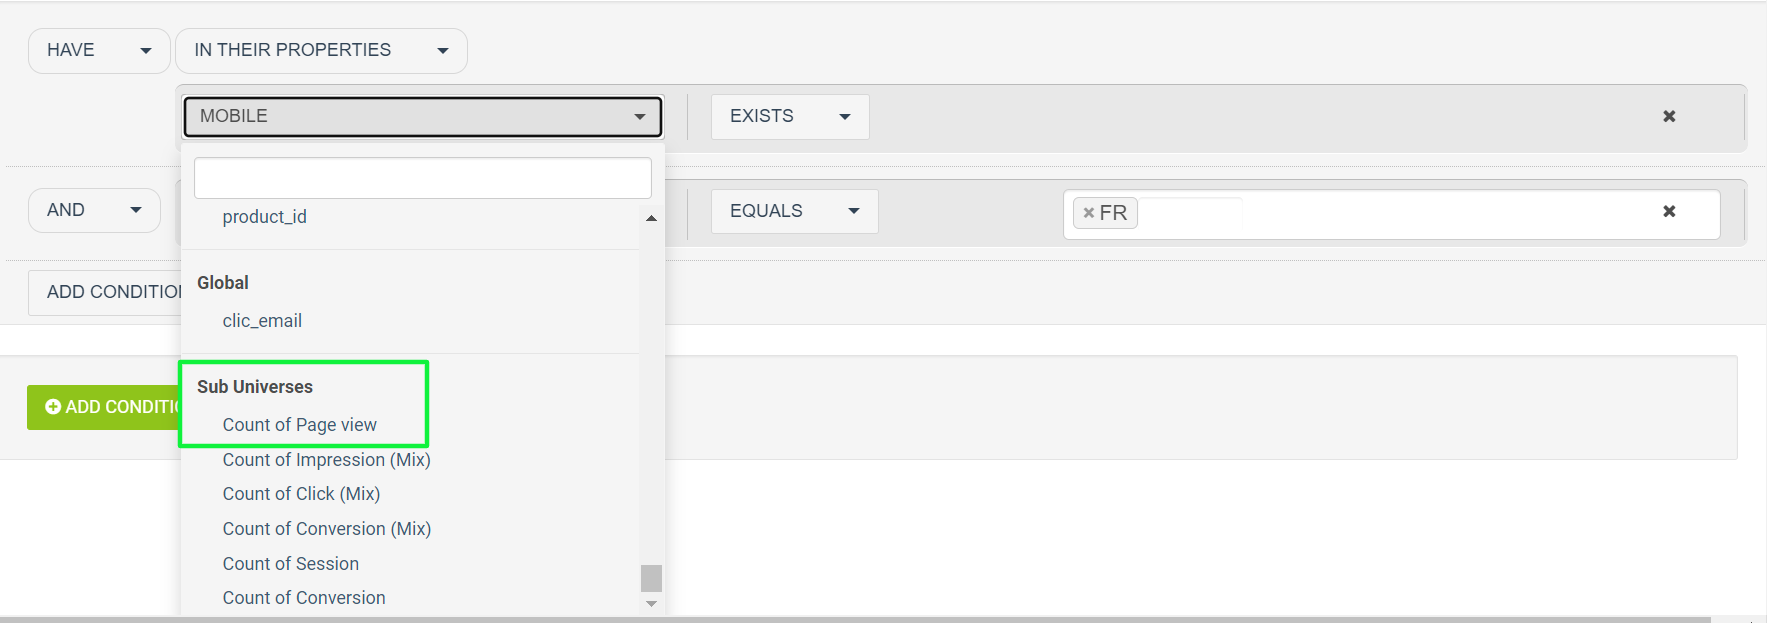 HAVE
IN THEIR PROPERTIES
MOBILE
EXISTS
AND
EQUALS
FR
product_id
Global
clic_email
ADD CONDITION
Sub Universes
ADD CONDITIO
Count of Page view
Count of Impression (Mix)
Count of Click (Mix)
Count of Conversion (Mix)
Count of Session
Count of Conversion